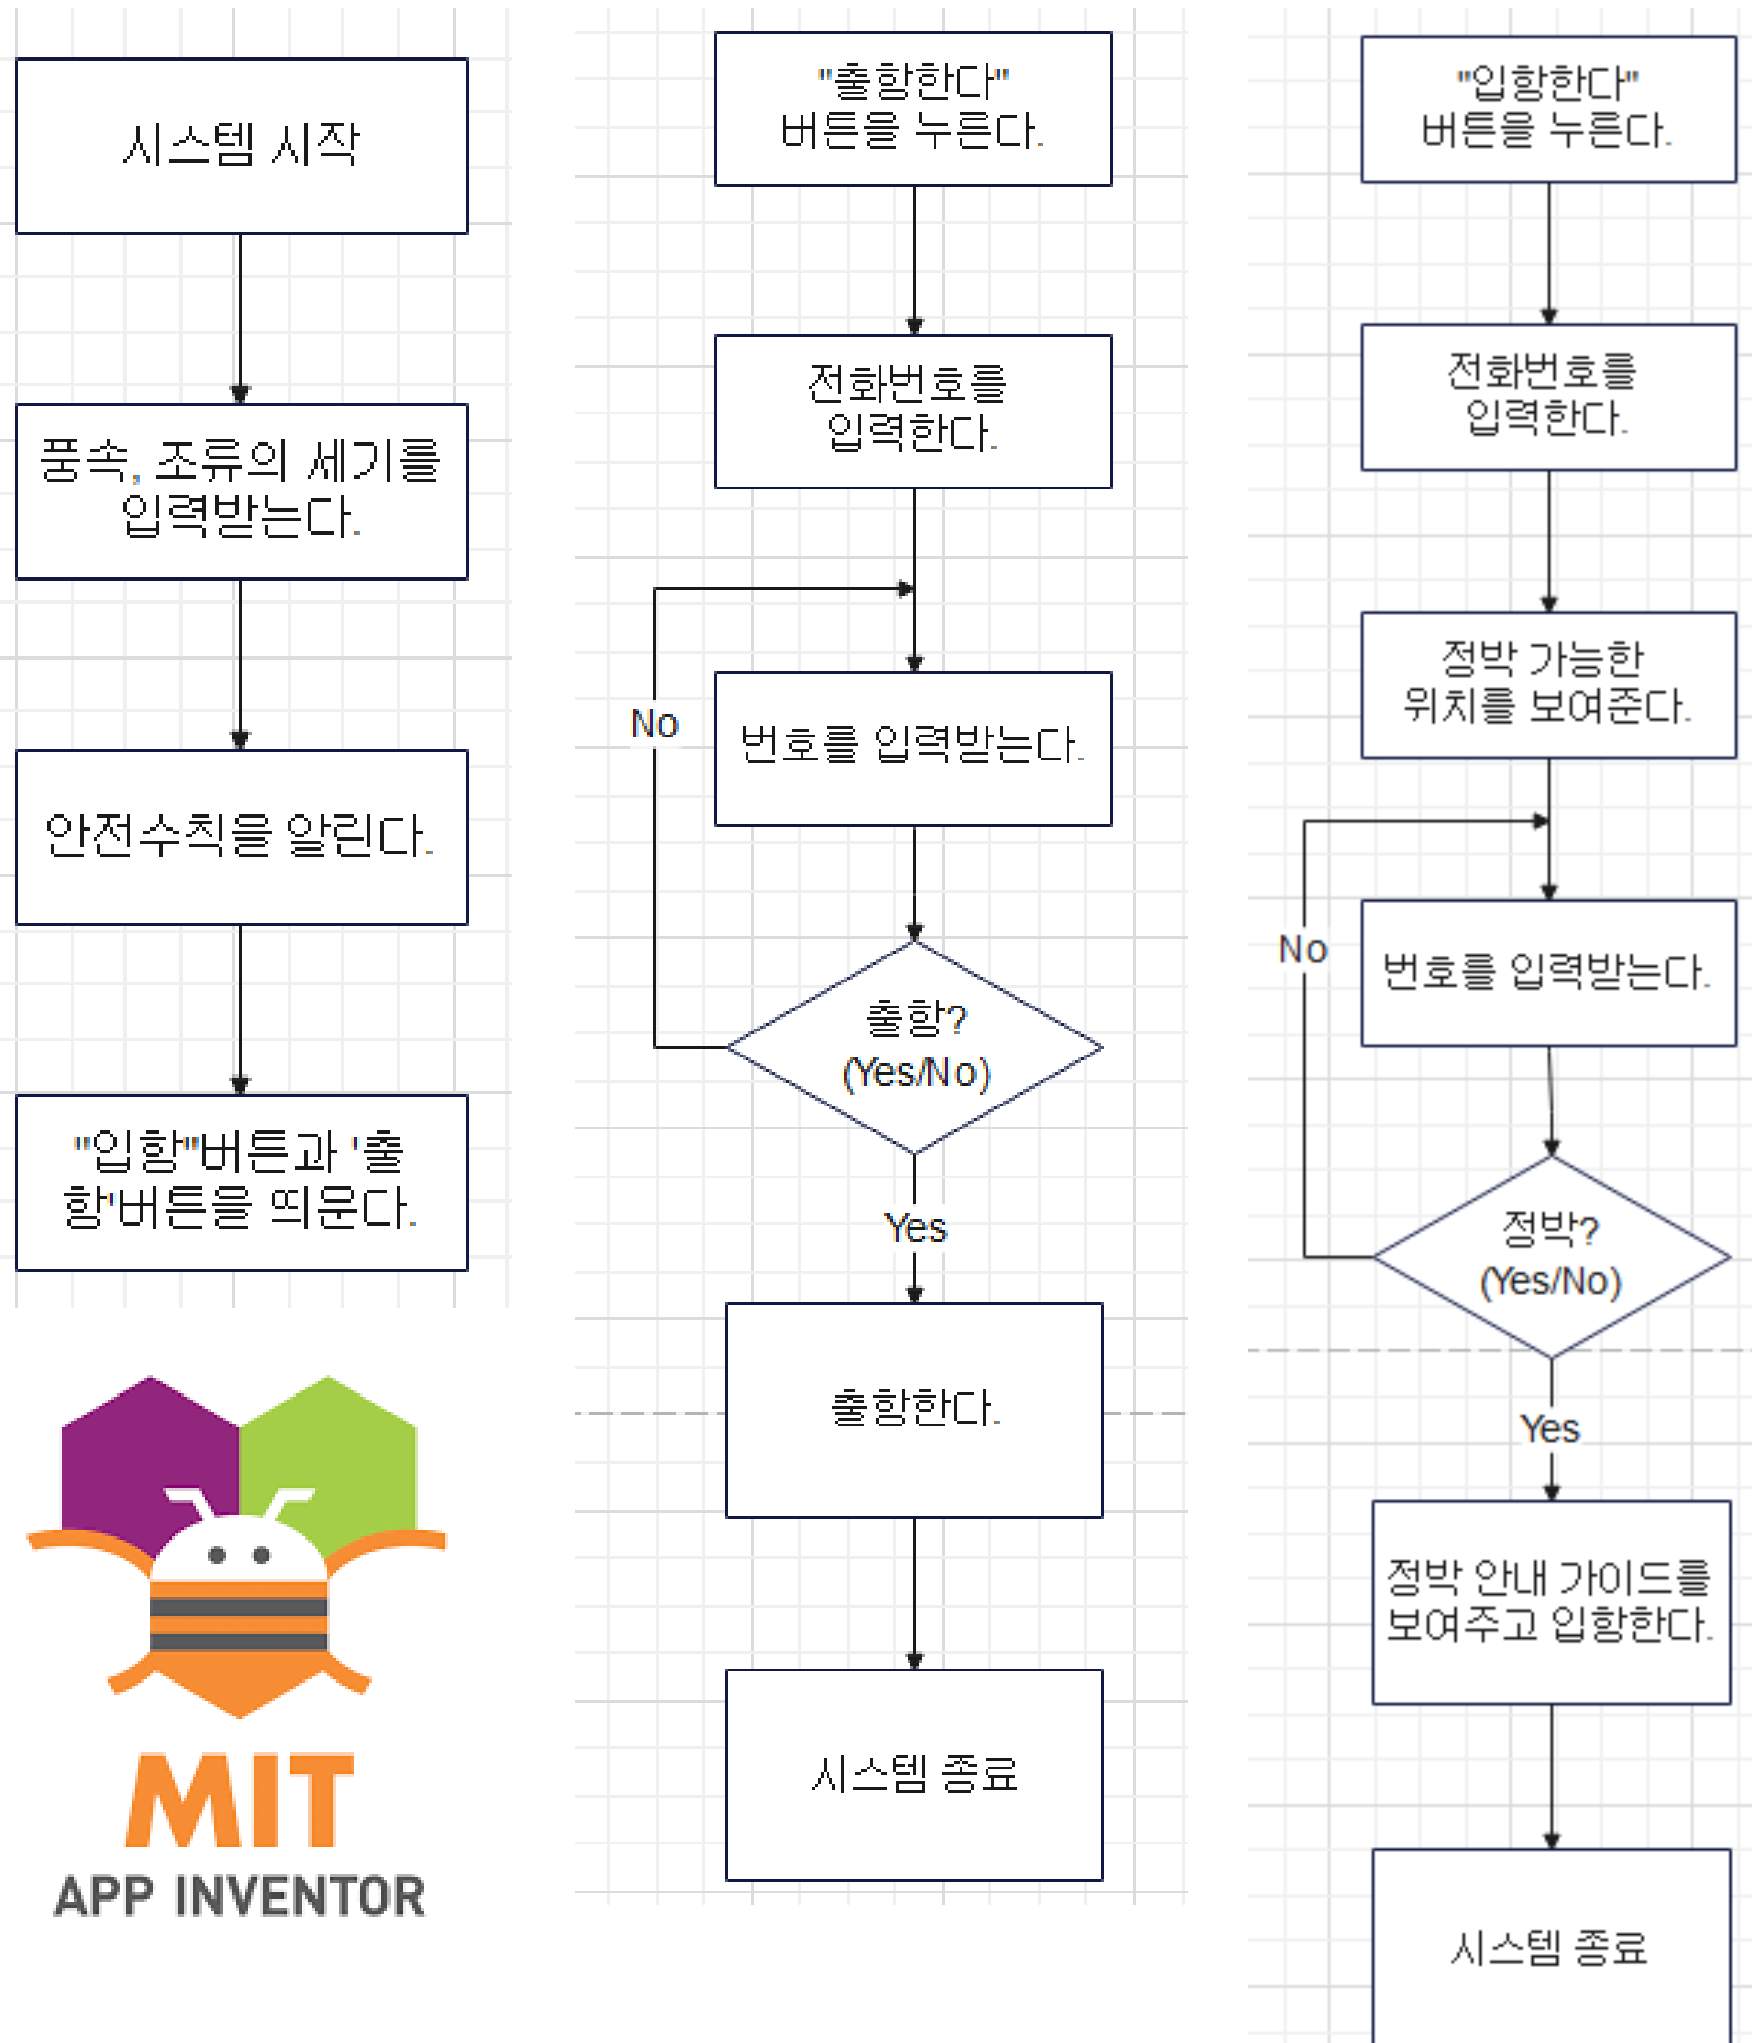 시스템 시작
풍속, 조류의 세기를
입력받는다.
안전수칙을 알린다.
"입항"버튼과 '출
항'버튼을 띄운다.
MIT
APP INVENTOR
"출항한다"
버튼을 누른다.
전화번호를
입력한다.
No
번호를 입력받는다.
출항?
(Yes/No)
Yes
출항한다.
시스템 종료
"입항한다"
버튼을 누른다.
전화번호를
입력한다.
정박 가능한
위치를 보여준다.
No
번호를 입력받는다.
정박?
(Yes/No)
Yes
정박 안내 가이드를
보여주고 입항한다.
시스템 종료